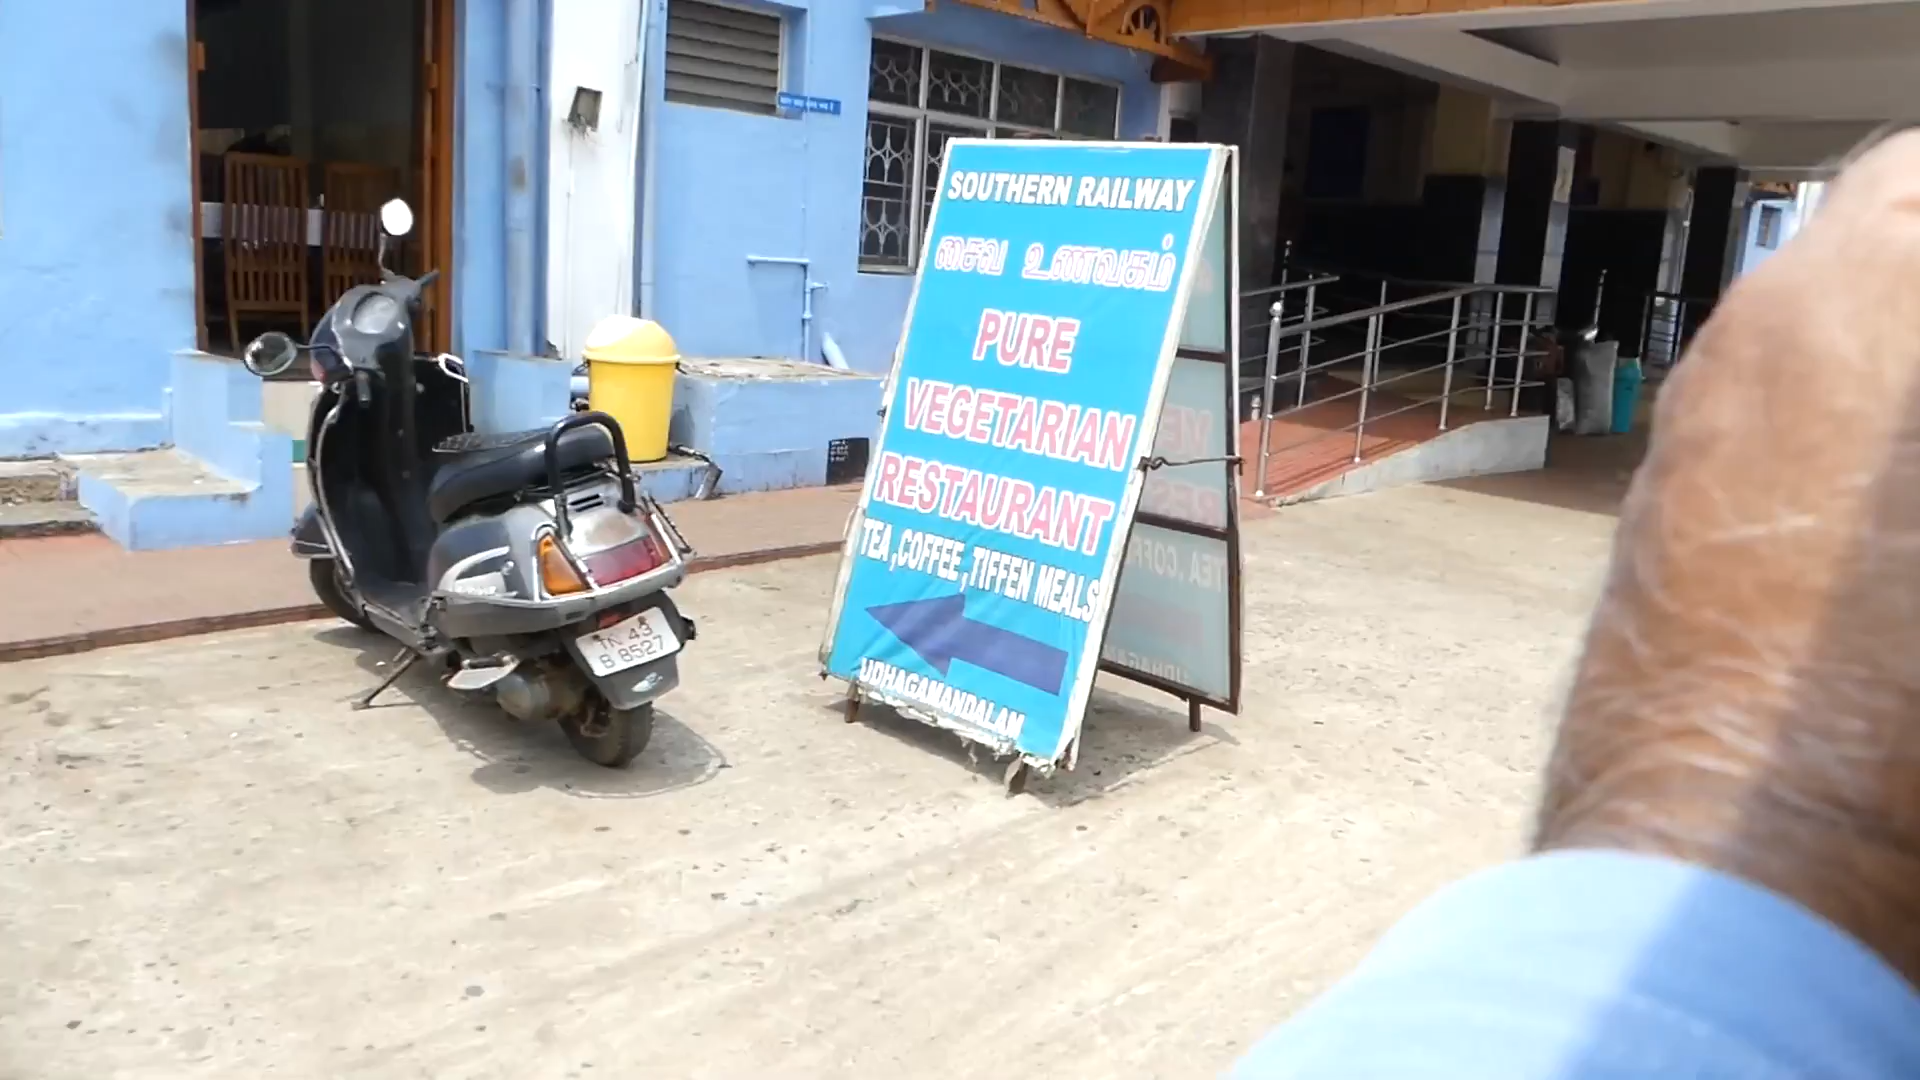 SOUTHERN RAILWAY
சைவ உணவகம்
PURE
VEGETARIAN
RESTAURANT
TEA,COFFEE,TIFFEN MEALS
UDHAGAMANDALAM
TN 43
B 8527